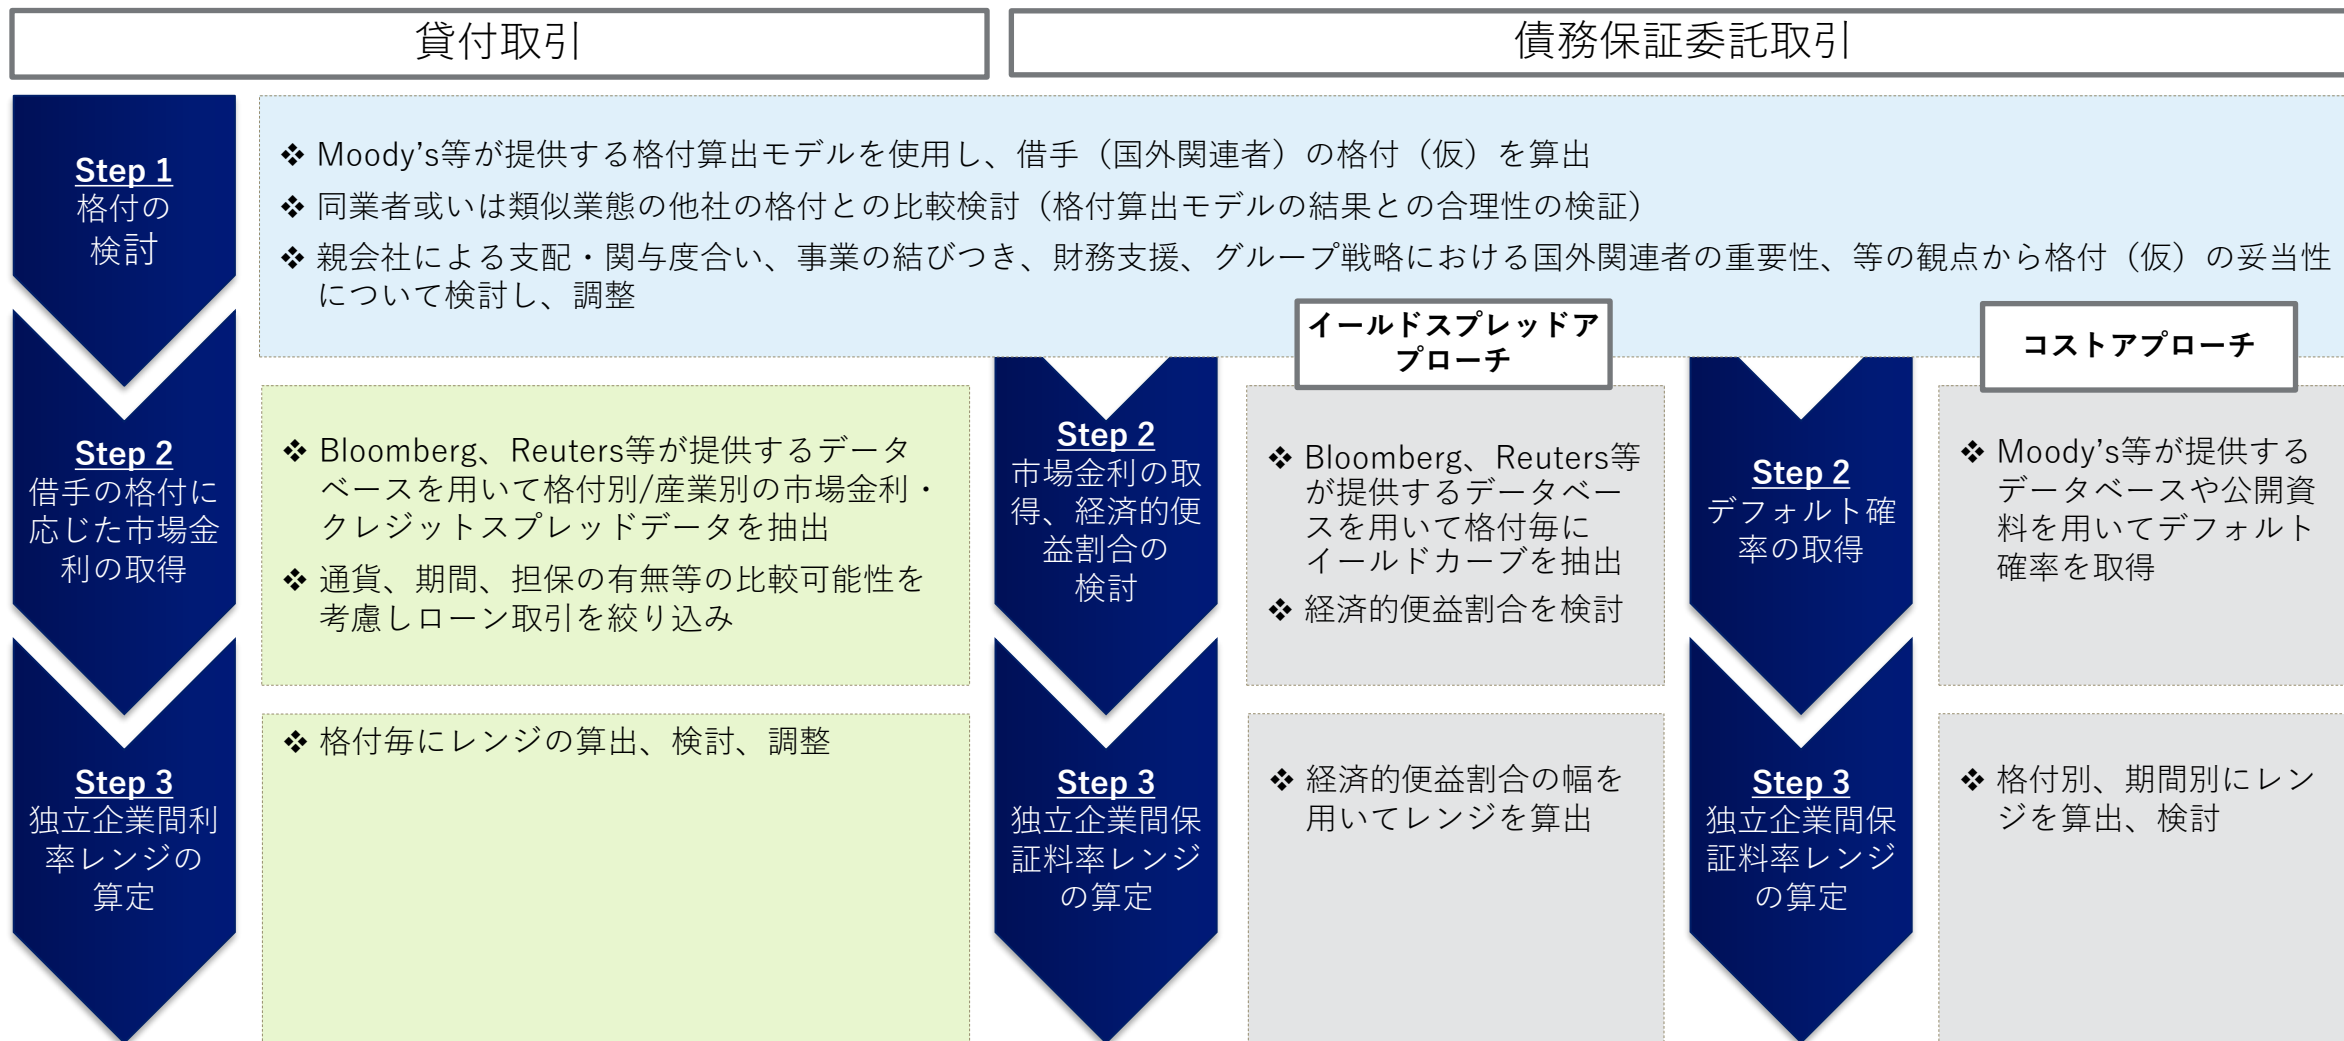 貸付取引
債務保証委託取引
Step 1
格付の
検討
❖ Moody's等が提供する格付算出モデルを使用し、借手（国外関連者）の格付（仮）を算出
❖ 同業者或いは類似業態の他社の格付との比較検討（格付算出モデルの結果との合理性の検証）
❖ 親会社による支配・関与度合い、事業の結びつき、財務支援、グループ戦略における国外関連者の重要性、等の観点から格付（仮）の妥当性
について検討し、調整
Step 2
借手の格付に
応じた市場金
利の取得
❖ Bloomberg、Reuters等が提供するデータ
ベースを用いて格付別/産業別の市場金利・
クレジットスプレッドデータを抽出
❖ 通貨、期間、担保の有無等の比較可能性を
考慮しローン取引を絞り込み
Step 3
独立企業間利
率レンジの
算定
❖ 格付毎にレンジの算出、検討、調整
イールドスプレッドア
プローチ
Step 2
市場金利の取
得、経済的便
益割合の
検討
❖ Bloomberg、Reuters等
が提供するデータベー
スを用いて格付毎に
イールドカーブを抽出
❖ 経済的便益割合を検討
Step 3
独立企業間保
証料率レンジ
の算定
❖ 経済的便益割合の幅を
用いてレンジを算出
コストアプローチ
Step 2
デフォルト確
率の取得
❖ Moody's等が提供する
データベースや公開資
料を用いてデフォルト
確率を取得
Step 3
独立企業間保
証料率レンジ
の算定
❖ 格付別、期間別にレン
ジを算出、検討